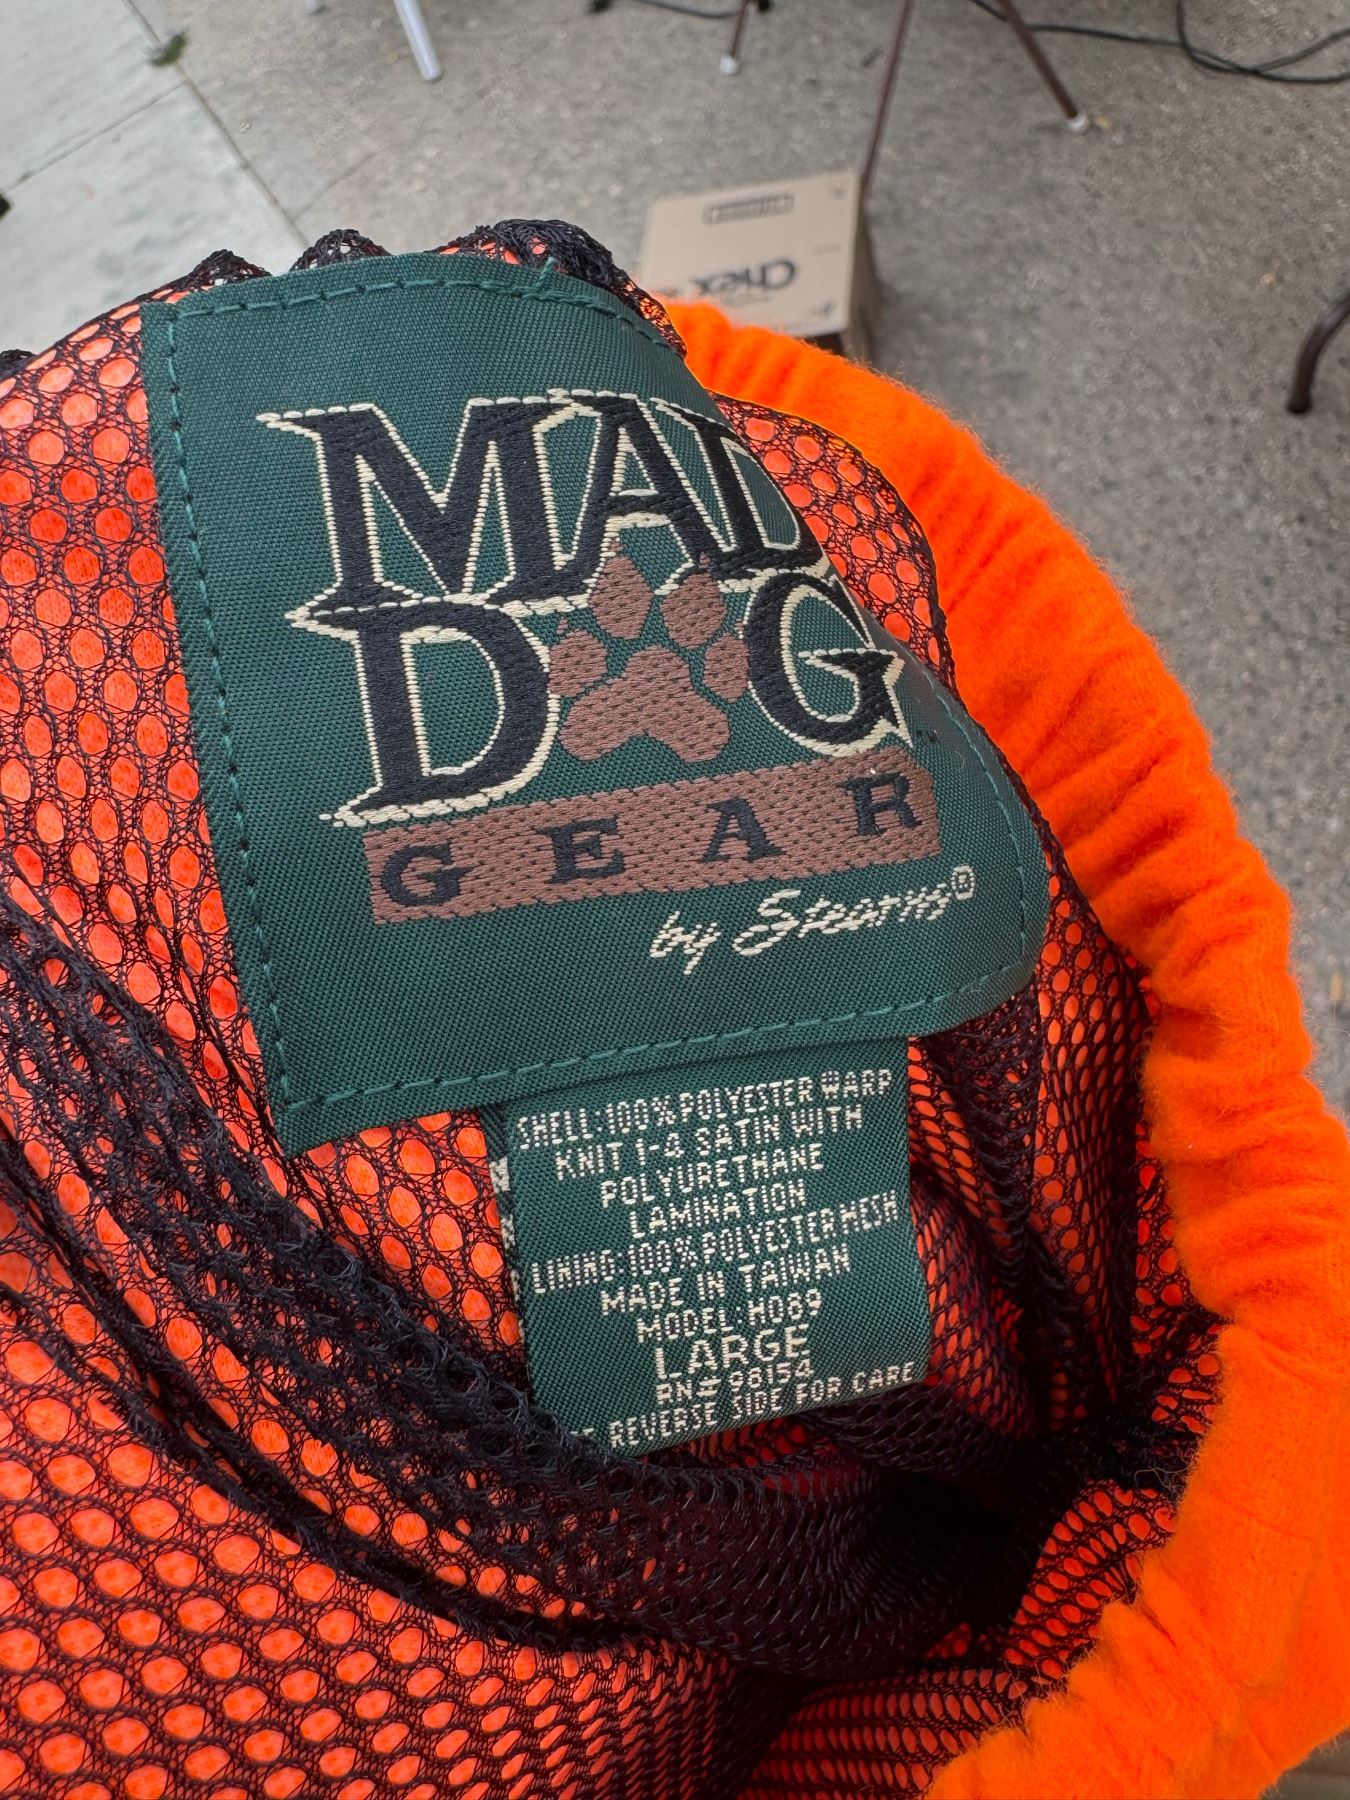 MAD
DOG
GEAR
by Stearns®
SHELL:100% POLYESTER WARP
KNIT 1-4 SATIN WITH
POLYURETHANE
LAMINATION
LINING:100% POLYESTER MESH
MADE IN TAIWAN
MODEL:H089
LARGE
RN# 98154
REVERSE SIDE FOR CARE
Chex